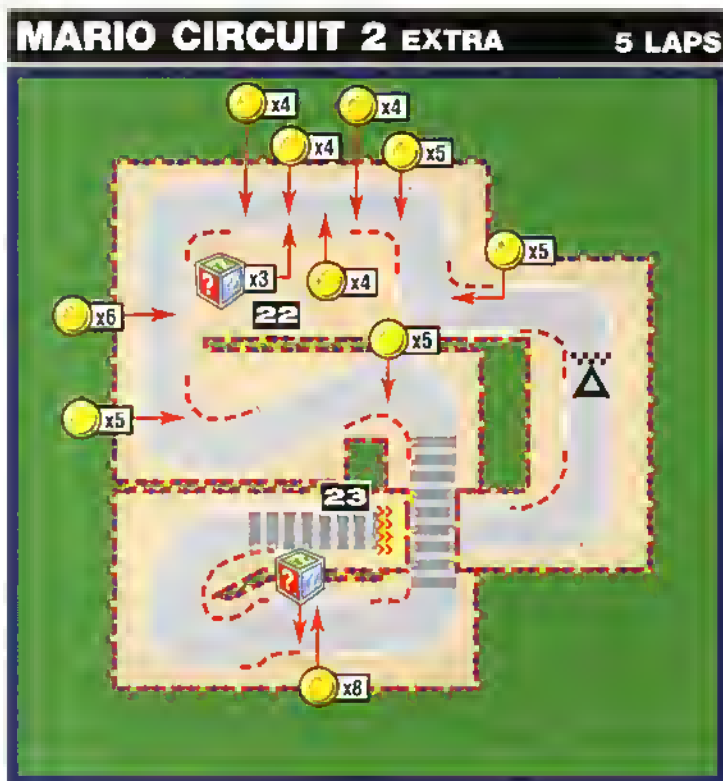 MARIO CIRCUIT 2 EXTRA 5 LAPS
x4 x4
x4 x5
x5
? x3 x4
x6 22
x5
x5
23
?
x8